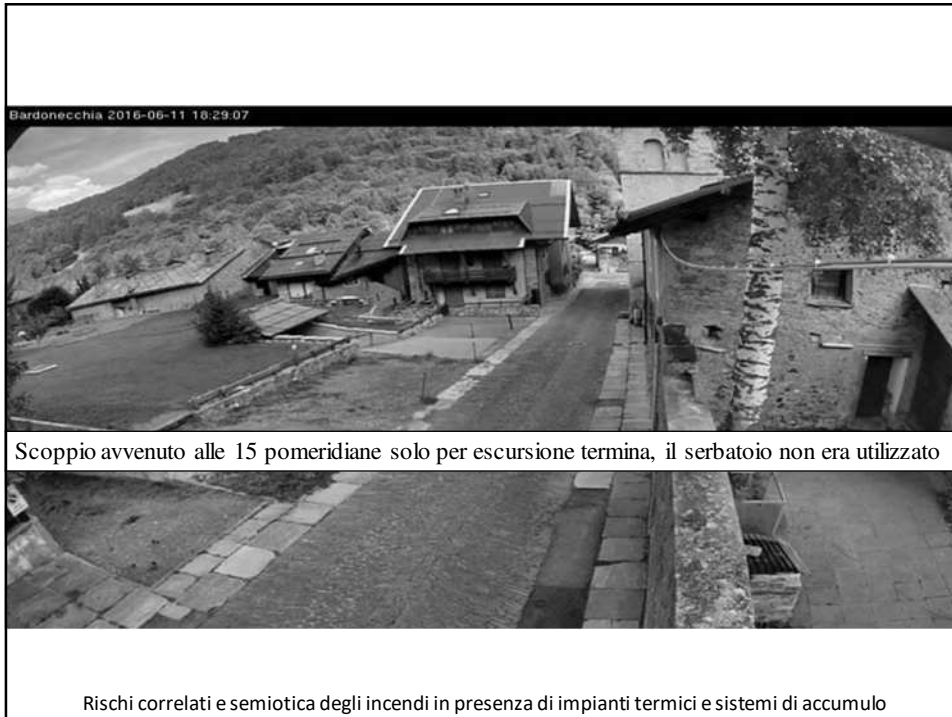 Bardonecchia 2016-06-11 18:29:07
Scoppio avvenuto alle 15 pomeridiane solo per escursione termina, il serbatoio non era utilizzato
Rischi correlati e semiotica degli incendi in presenza di impianti termici e sistemi di accumulo